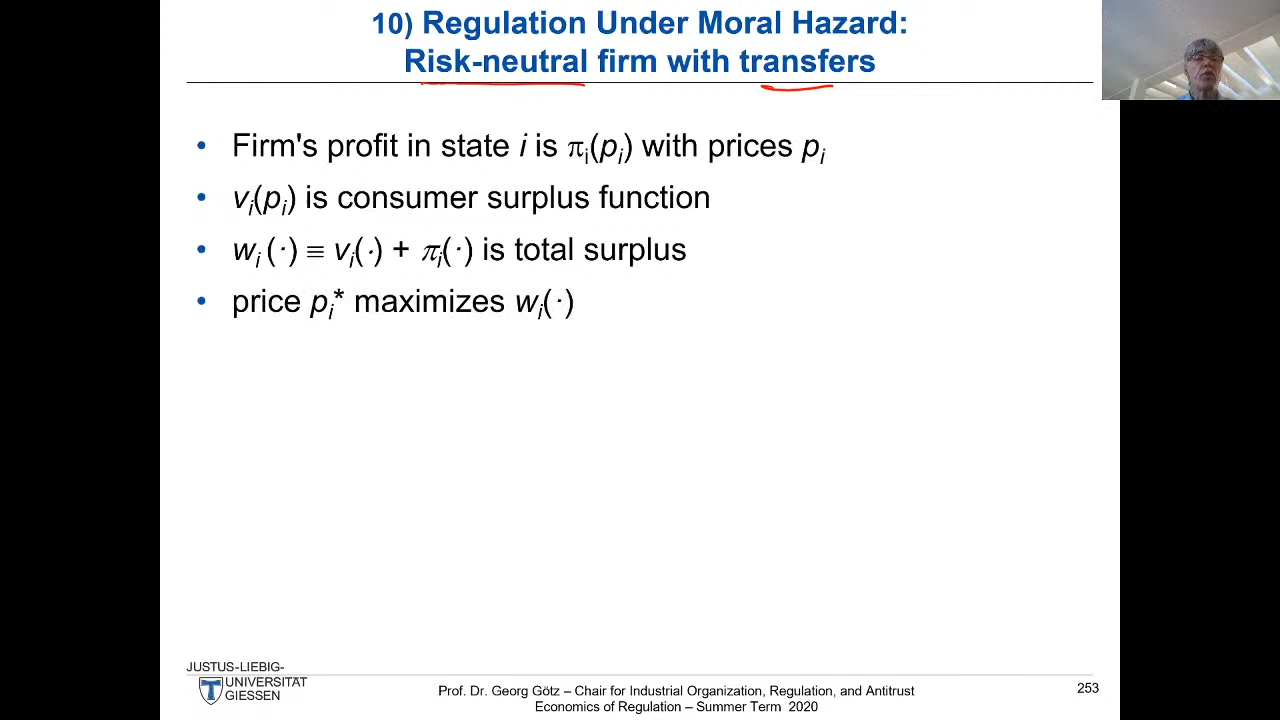 10) Regulation Under Moral Hazard:
Risk-neutral firm with transfers
• Firm's profit in state i is πi(pi) with prices pi
• vi(pi) is consumer surplus function
• wi (·) ≡ vi(·) + πi(·) is total surplus
• price pi* maximizes wi(·)
JUSTUS-LIEBIG-
UNIVERSITÄT
GIESSEN
Prof. Dr. Georg Götz – Chair for Industrial Organization, Regulation, and Antitrust
Economics of Regulation – Summer Term 2020
253